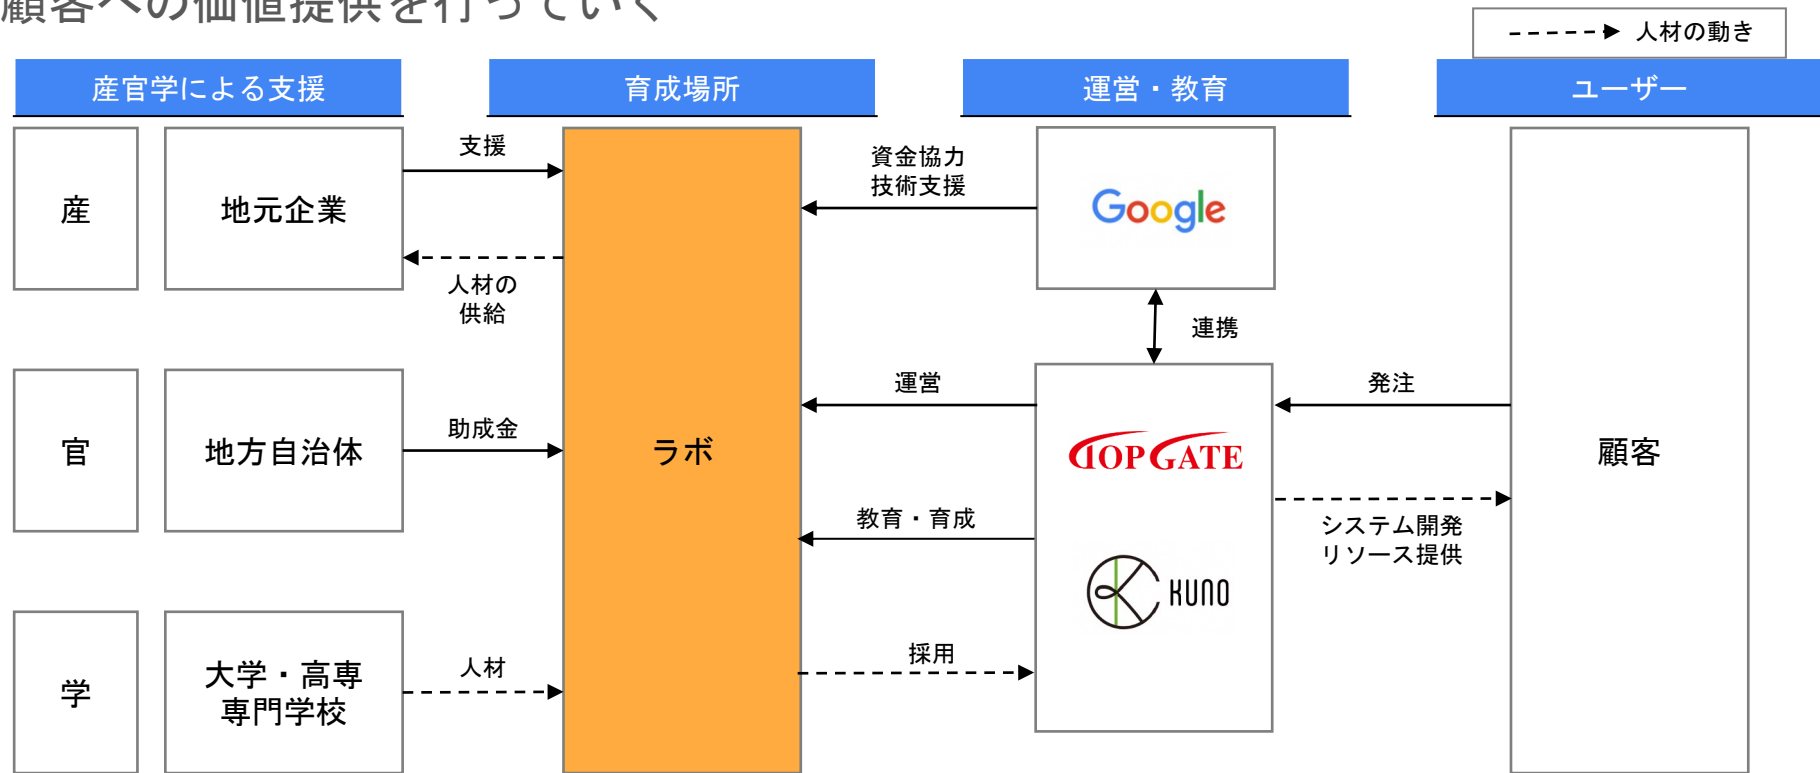 顧客への価値提供を行っていく
人材の動き
産官学による支援
育成場所
運営・教育
ユーザー
産
地元企業
支援
人材の
供給
資金協力
技術支援
Google
連携
官
地方自治体
助成金
ラボ
運営
教育・育成
TOPGATE
KUNO
発注
システム開発
リソース提供
顧客
学
大学・高専
専門学校
人材
採用